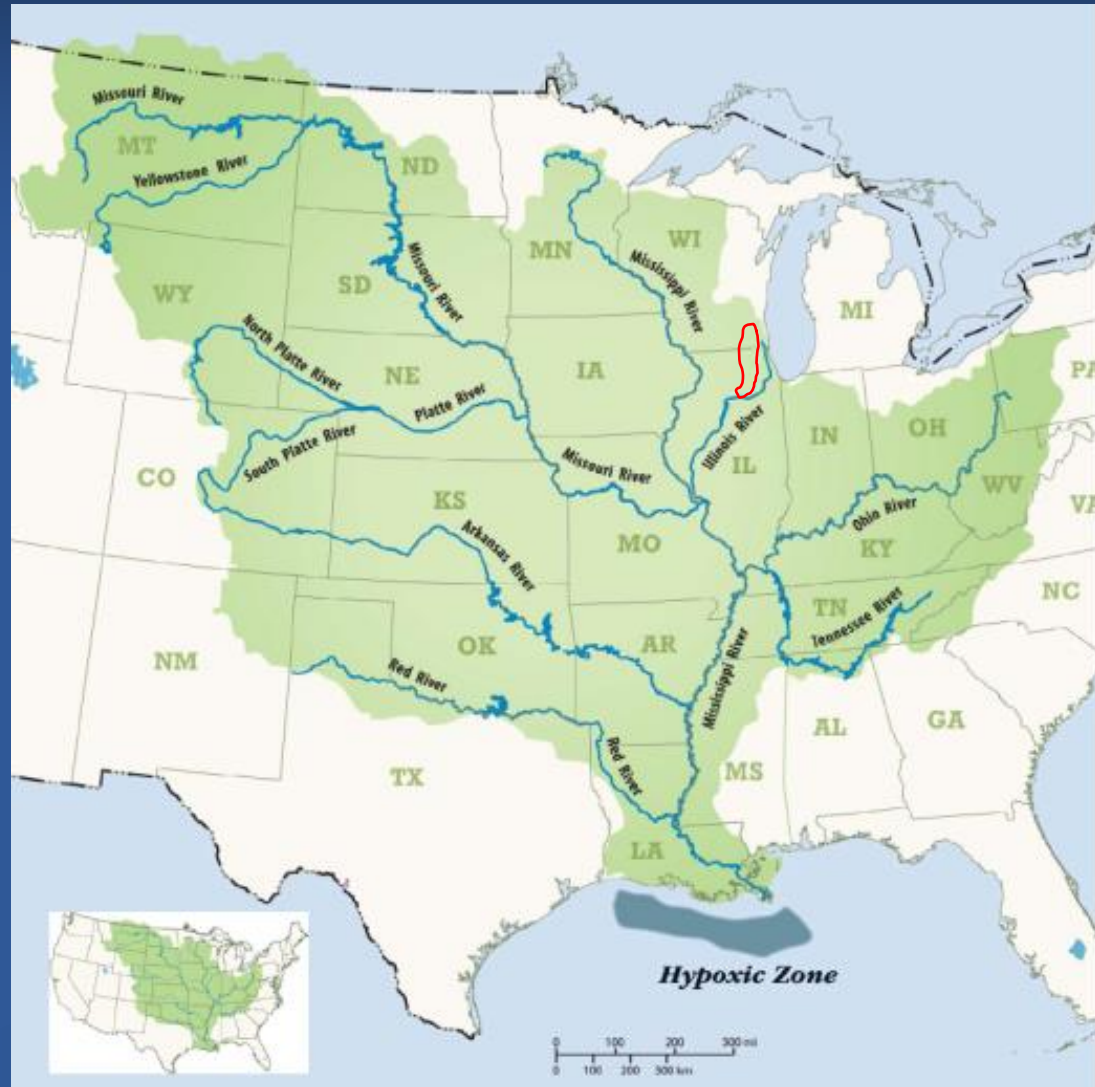 Missouri River
MT
Yellowstone River
ND
MN
WI
Mississippi River
MI
Missouri River
SD
WY
North Platte River
NE
Platte River
IA
Illinois River
IL
IN
OH
PA
South Platte River
CO
Missouri River
KS
WV
VA
Arkansas River
MO
Ohio River
KY
NC
TN
Tennessee River
OK
AR
NM
Red River
Mississippi River
AL
GA
MS
TX
Red River
LA
Hypoxic Zone
0 100 200 300 mi
0 100 200 300 km